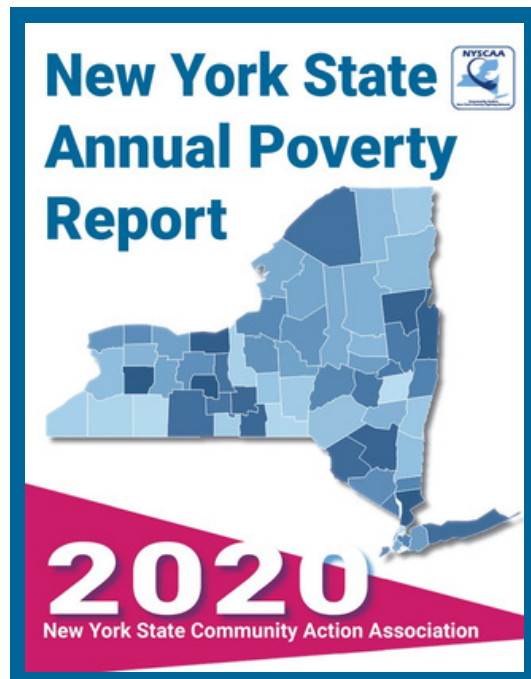 New York State
NYSCAA
Annual Poverty
Report
2020
New York State Community Action Association